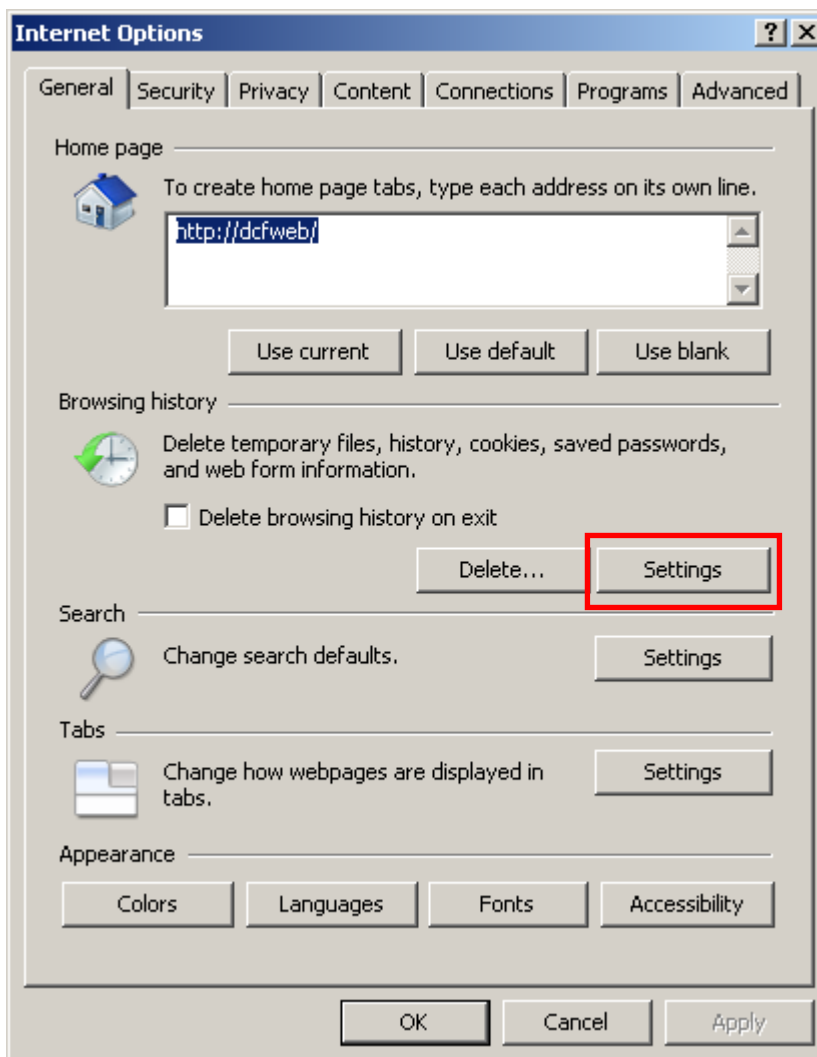 Internet Options
General Security Privacy Content Connections Programs Advanced
Home page
To create home page tabs, type each address on its own line.
http://dcfweb/
Use current Use default Use blank
Browsing history
Delete temporary files, history, cookies, saved passwords,
and web form information.
Delete browsing history on exit
Delete... Settings
Search
Change search defaults. Settings
Tabs
Change how webpages are displayed in
tabs.
Settings
Appearance
Colors Languages Fonts Accessibility
OK Cancel Apply